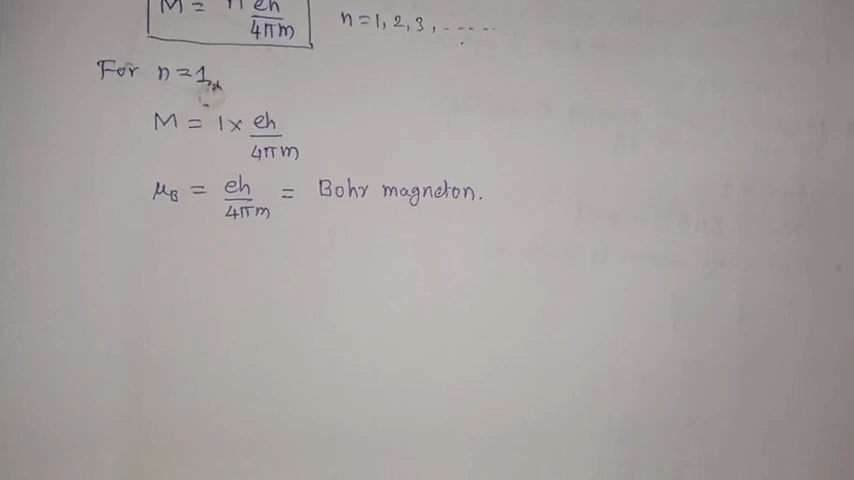 M = n eh/4πm n=1, 2, 3, .....
For n=1,
M = 1 × eh/4πm
μB = eh/4πm = Bohr magneton.